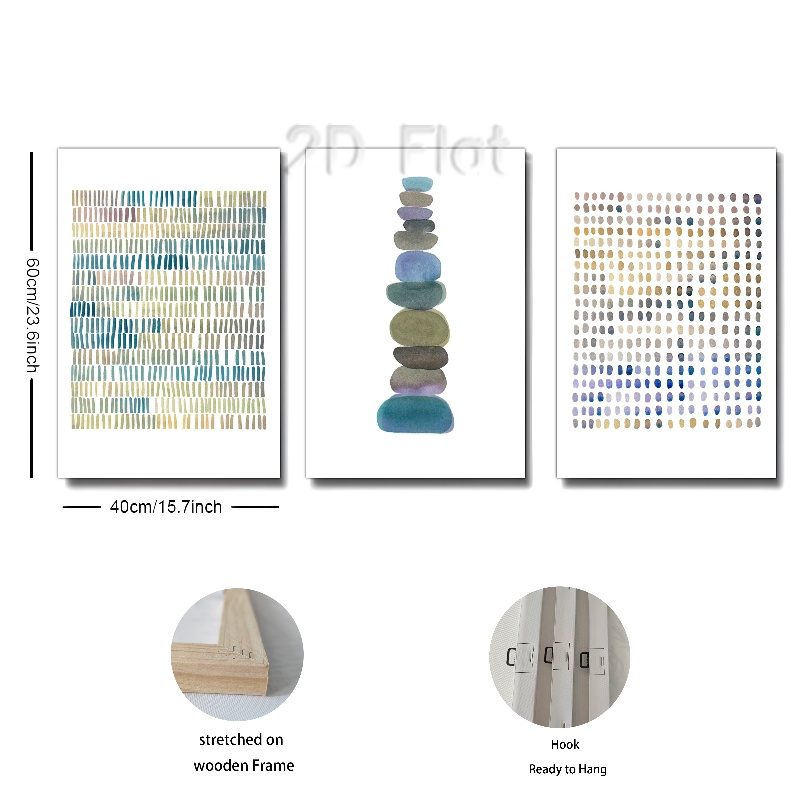 2D Flat
60cm/23.6inch
40cm/15.7inch
stretched on
wooden Frame
Hook
Ready to Hang